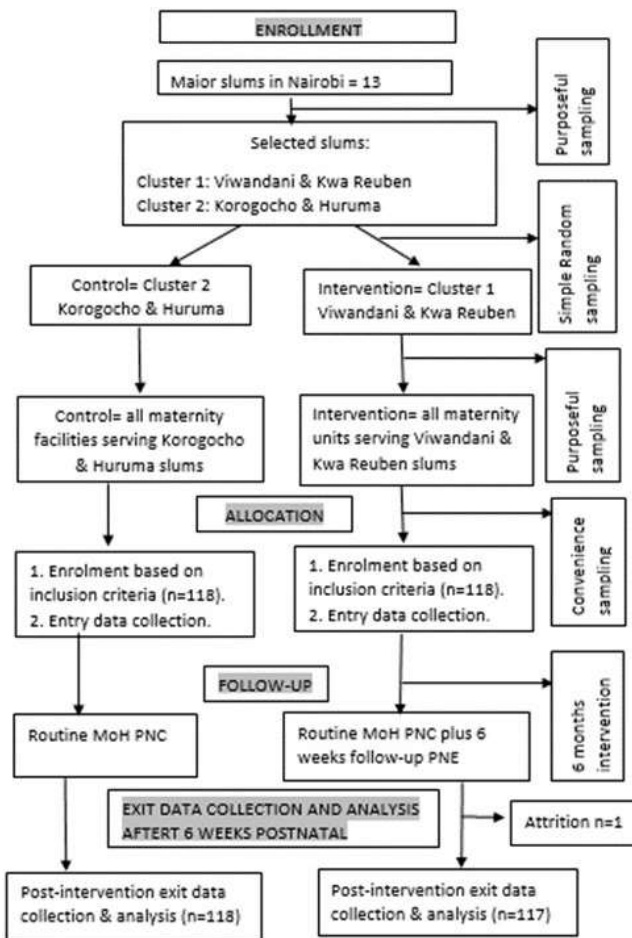 ENROLLMENT
Maior slums in Nairobi = 13
Purposeful
sampling
Selected slums:
Cluster 1: Viwandani & Kwa Reuben
Cluster 2: Korogocho & Huruma
Simple Random
sampling
Control= Cluster 2
Korogocho & Huruma
Intervention= Cluster 1
Viwandani & Kwa Reuben
Control= all maternity
facilities serving Korogocho
& Huruma slums
Intervention= all maternity
units serving Viwandani &
Kwa Reuben slums
Purposeful
sampling
ALLOCATION
1. Enrolment based on
inclusion criteria (n=118).
2. Entry data collection.
1. Enrolment based on
inclusion criteria (n=118).
2. Entry data collection.
Convenience
sampling
FOLLOW-UP
Routine MoH PNC
Routine MoH PNC plus 6
weeks follow-up PNE
6 months
intervention
EXIT DATA COLLECTION AND ANALYSIS
AFTERT 6 WEEKS POSTNATAL
Attrition n=1
Post-intervention exit data
collection & analysis (n=118)
Post-intervention exit data
collection & analysis (n=117)